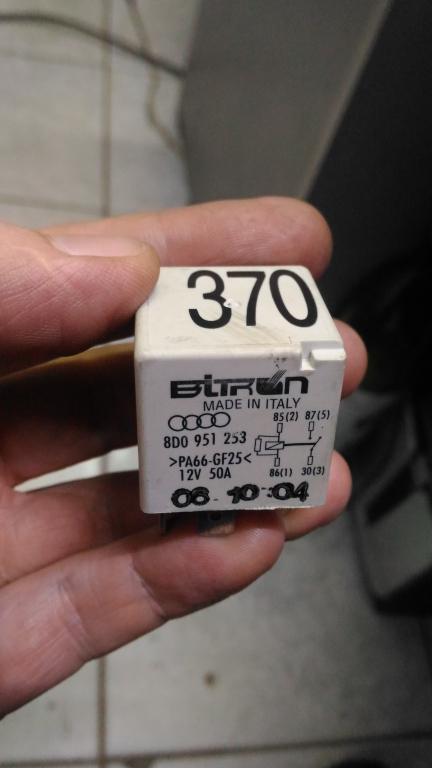 370
BiTRON
MADE IN ITALY
85(2) 87(5)
8D0 951 253
>PA66-GF25<
86(1) 30(3)
12V 50A
06-10-04